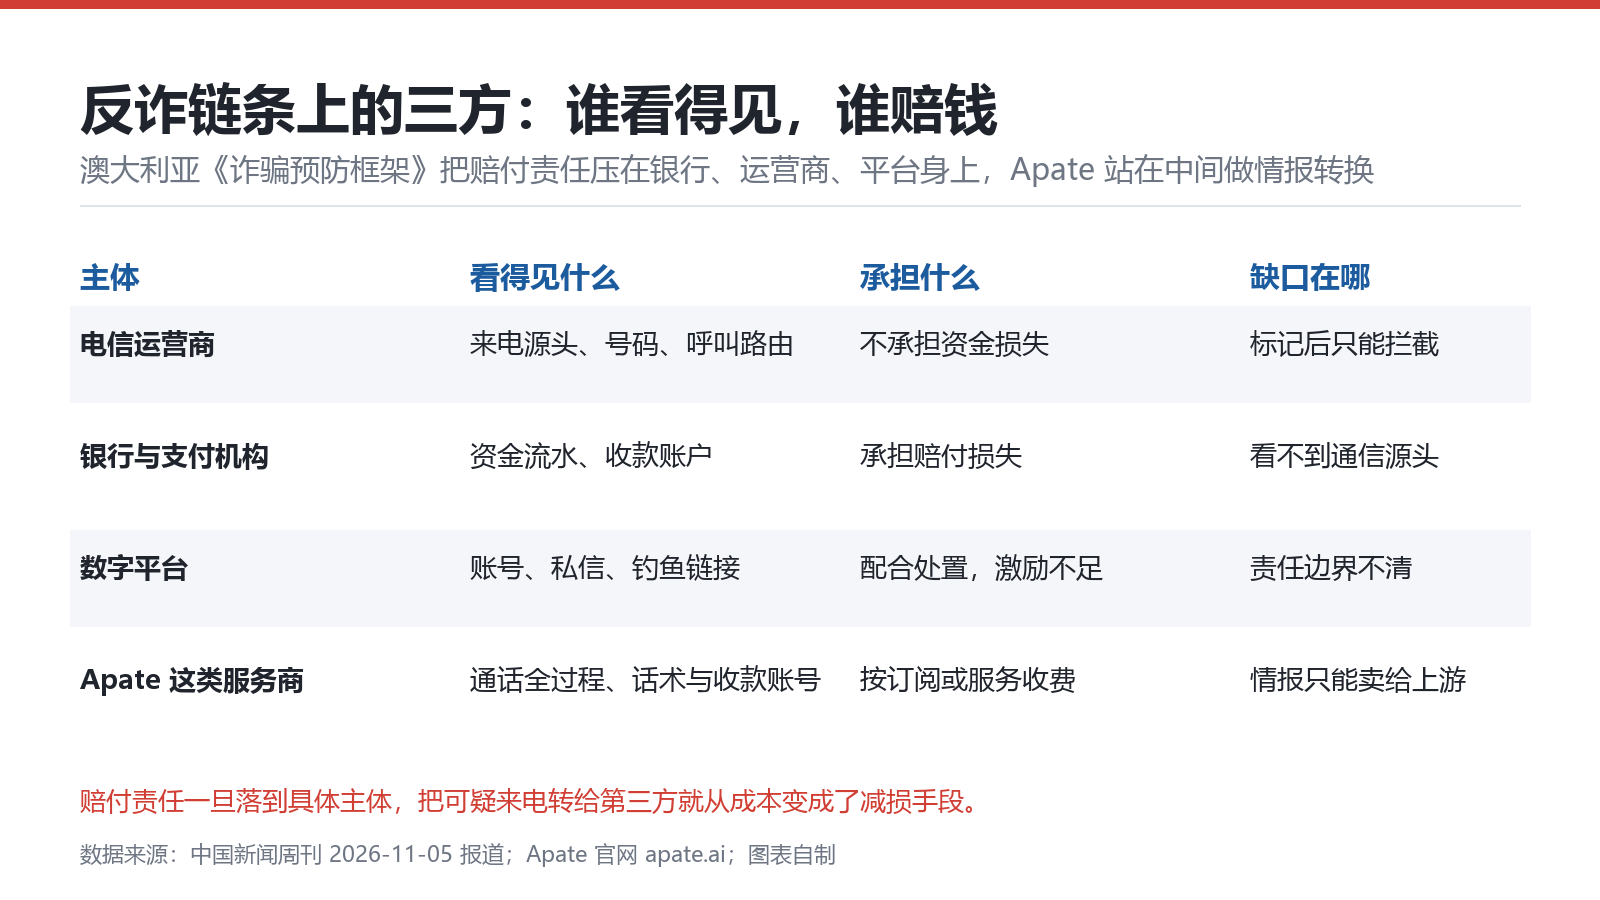 反诈链条上的三方：谁看得见，谁赔钱
澳大利亚《诈骗预防框架》把赔付责任压在银行、运营商、平台身上，Apate 站在中间做情报转换
主体 看得见什么 承担什么 缺口在哪
电信运营商 来电源头、号码、呼叫路由 不承担资金损失 标记后只能拦截
银行与支付机构 资金流水、收款账户 承担赔付损失 看不到通信源头
数字平台 账号、私信、钓鱼链接 配合处置，激励不足 责任边界不清
Apate 这类服务商 通话全过程、话术与收款账号 按订阅或服务收费 情报只能卖给上游
赔付责任一旦落到具体主体，把可疑来电转给第三方就从成本变成了减损手段。
数据来源：中国新闻周刊 2026-11-05 报道；Apate 官网 apate.ai；图表自制